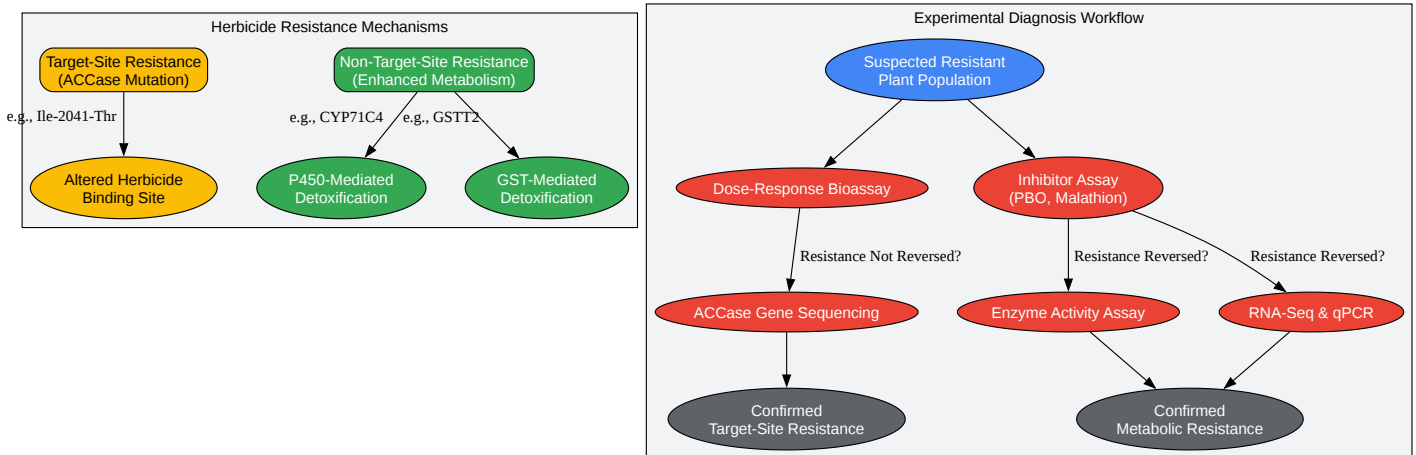 Herbicide Resistance Mechanisms
Target-Site Resistance
(ACCase Mutation)
Non-Target-Site Resistance
(Enhanced Metabolism)
e.g., Ile-2041-Thr
e.g., CYP71C4
e.g., GSTT2
Altered Herbicide
Binding Site
P450-Mediated
Detoxification
GST-Mediated
Detoxification
Experimental Diagnosis Workflow
Suspected Resistant
Plant Population
Dose-Response Bioassay
Inhibitor Assay
(PBO, Malathion)
Resistance Not Reversed?
Resistance Reversed?
Resistance Reversed?
ACCase Gene Sequencing
Enzyme Activity Assay
RNA-Seq & qPCR
Confirmed
Target-Site Resistance
Confirmed
Metabolic Resistance